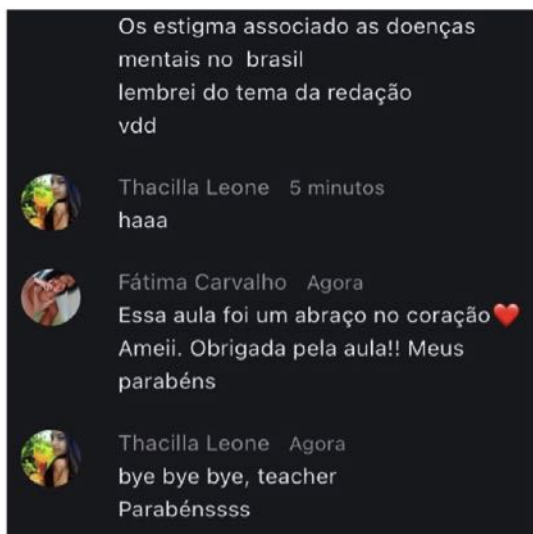 Os estigma associado as doenças
mentais no brasil
lembrei do tema da redação
vdd
Thacilla Leone 5 minutos
haaa
Fátima Carvalho Agora
Essa aula foi um abraço no coração❤️
Ameii. Obrigada pela aula!! Meus
parabéns
Thacilla Leone Agora
bye bye bye, teacher
Parabénssss